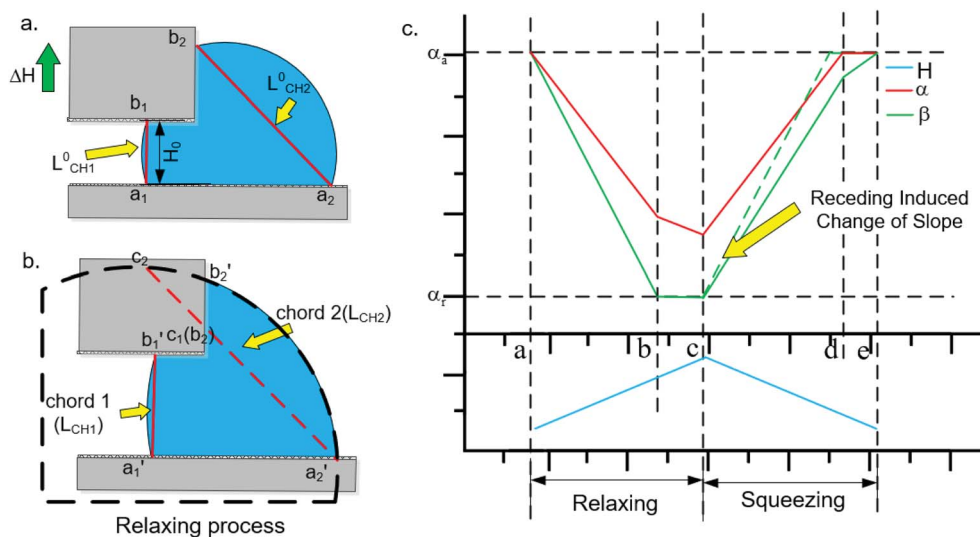 a.
b₂
ΔH
L⁰CH2
b₁
H₀
L⁰CH1
a₁
a₂
b.
c₂
b₂'
chord 2(LCH2)
b₁'
c₁(b₂)
chord 1
(LCH1)
a₁'
a₂'
Relaxing process
c.
αa
H
α
β
Receding Induced
Change of Slope
αr
a
b
c
d
e
Relaxing
Squeezing